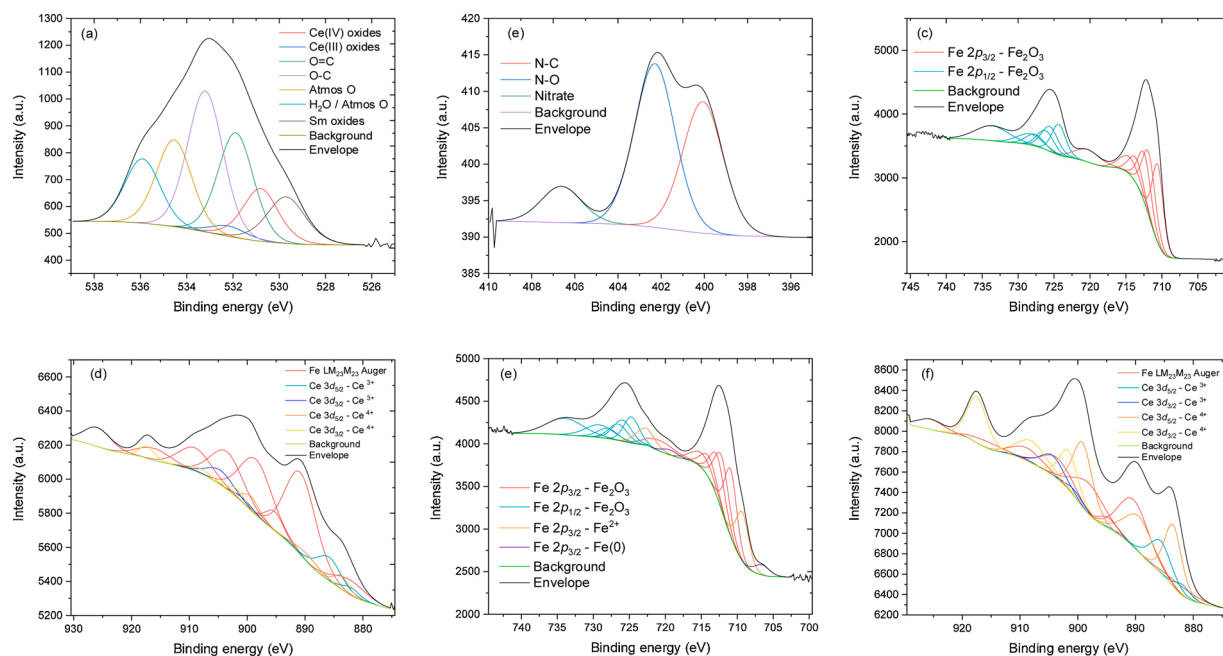 (a)
Ce(IV) oxides
Ce(III) oxides
O=C
O-C
Atmos O
H₂O / Atmos O
Sm oxides
Background
Envelope
Intensity (a.u.)
1300
1200
1100
1000
900
800
700
600
500
400
538 536 534 532 530 528 526
Binding energy (eV)
(e)
N-C
N-O
Nitrate
Background
Envelope
Intensity (a.u.)
420
415
400
395
390
385
410 408 406 404 402 400 398 396
Binding energy (eV)
(c)
Fe 2p₃/₂ - Fe₂O₃
Fe 2p₁/₂ - Fe₂O₃
Background
Envelope
Intensity (a.u.)
5000
4000
3000
2000
745 740 735 730 725 720 715 710 705
Binding energy (eV)
(d)
Fe LM₂₃M₂₃ Auger
Ce 3d₅/₂ - Ce ³⁺
Ce 3d₃/₂ - Ce ³⁺
Ce 3d₅/₂ - Ce ⁴⁺
Ce 3d₃/₂ - Ce ⁴⁺
Background
Envelope
Intensity (a.u.)
6600
6400
6200
6000
5800
5600
5400
5200
930 920 910 900 890 880
Binding energy (eV)
(e)
Fe 2p₃/₂ - Fe₂O₃
Fe 2p₁/₂ - Fe₂O₃
Fe 2p₃/₂ - Fe²⁺
Fe 2p₃/₂ - Fe(0)
Background
Envelope
Intensity (a.u.)
5000
4500
4000
3500
3000
2500
2000
740 735 730 725 720 715 710 705 700
Binding energy (eV)
(f)
Fe LM₂₃M₂₃ Auger
Ce 3d₅/₂ - Ce ³⁺
Ce 3d₃/₂ - Ce ³⁺
Ce 3d₅/₂ - Ce ⁴⁺
Ce 3d₃/₂ - Ce ⁴⁺
Background
Envelope
Intensity (a.u.)
8400
8200
8000
7800
7600
7400
7200
7000
6800
6600
6400
6200
920 910 900 890 880
Binding energy (eV)